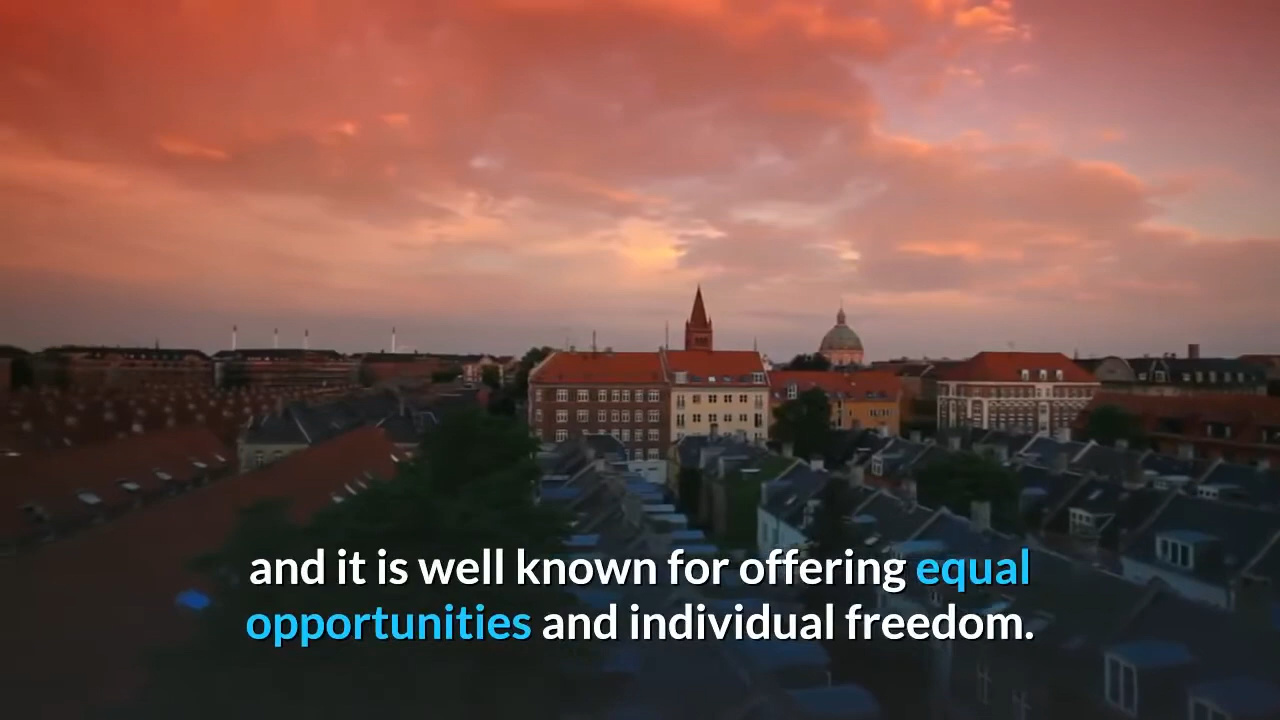 and it is well known for offering equal
opportunities and individual freedom.